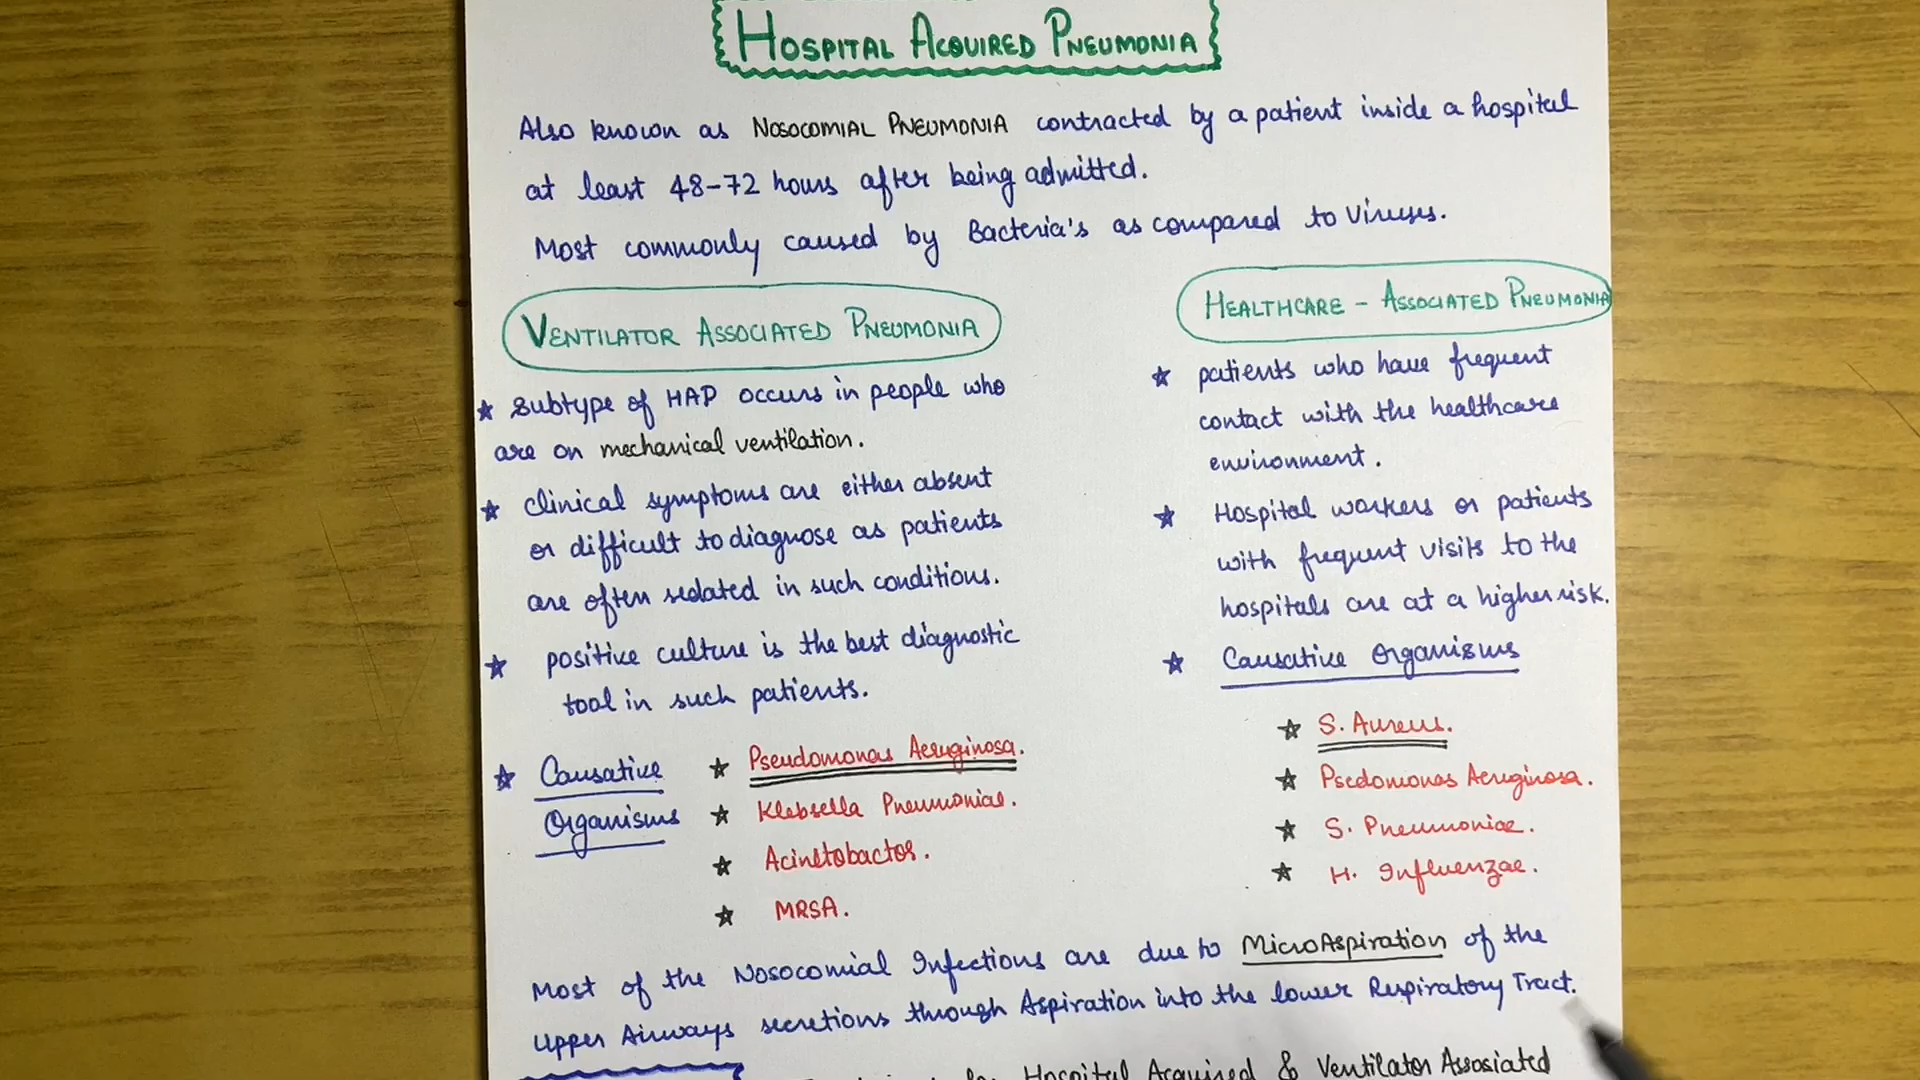 HOSPITAL ACQUIRED PNEUMONIA
Also known as NOSOCOMIAL PNEUMONIA contracted by a patient inside a hospital
at least 48-72 hours after being admitted.
Most commonly caused by Bacteria's as compared to Viruses.
VENTILATOR ASSOCIATED PNEUMONIA
★ subtype of HAP occurs in people who
are on mechanical ventilation.
★ clinical symptoms are either absent
or difficult to diagnose as patients
are often sedated in such conditions.
★ positive culture is the best diagnostic
tool in such patients.
★ Causative
Organisms
★ Pseudomonas Aeruginosa.
★ Klebsella Pneumoniae.
★ Acinetobactor.
★ MRSA.
HEALTHCARE - ASSOCIATED PNEUMONIA
★ patients who have frequent
contact with the healthcare
environment.
★ Hospital workers or patients
with frequent visits to the
hospitals are at a higher risk.
★ Causative Organisms
★ S. Aureus.
★ Psedomonas Aeruginosa.
★ S. Pneumoniae.
★ H. Influenzae.
Most of the Nosocomial Infections are due to MicroAspiration of the
Upper Airways secretions through Aspiration into the lower Respiratory Tract.
Hospital Acquired & Ventilator Assosiated